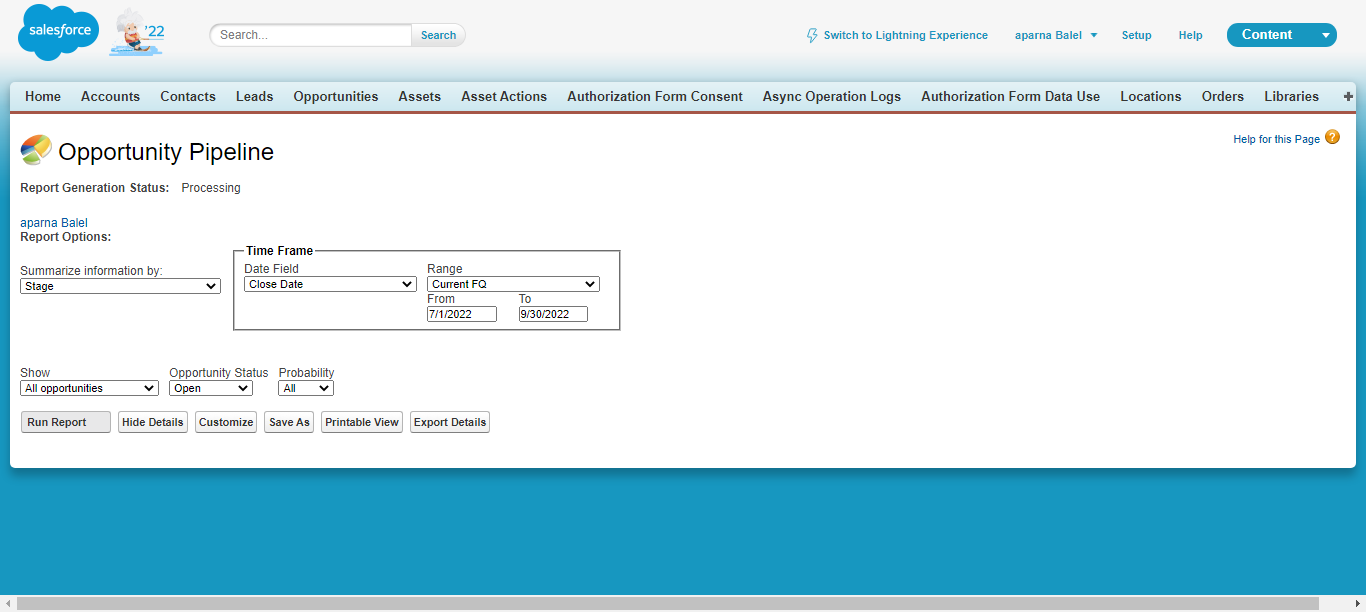 salesforce
'22
Search...
Search
Switch to Lightning Experience
aparna Balel
Setup
Help
Content
Home Accounts Contacts Leads Opportunities Assets Asset Actions Authorization Form Consent Async Operation Logs Authorization Form Data Use Locations Orders Libraries +
Opportunity Pipeline
Help for this Page ?
Report Generation Status: Processing
aparna Balel
Report Options:
Time Frame
Summarize information by:
Stage
Date Field
Close Date
Range
Current FQ
From To
7/1/2022 9/30/2022
Show Opportunity Status Probability
All opportunities Open All
Run Report Hide Details Customize Save As Printable View Export Details